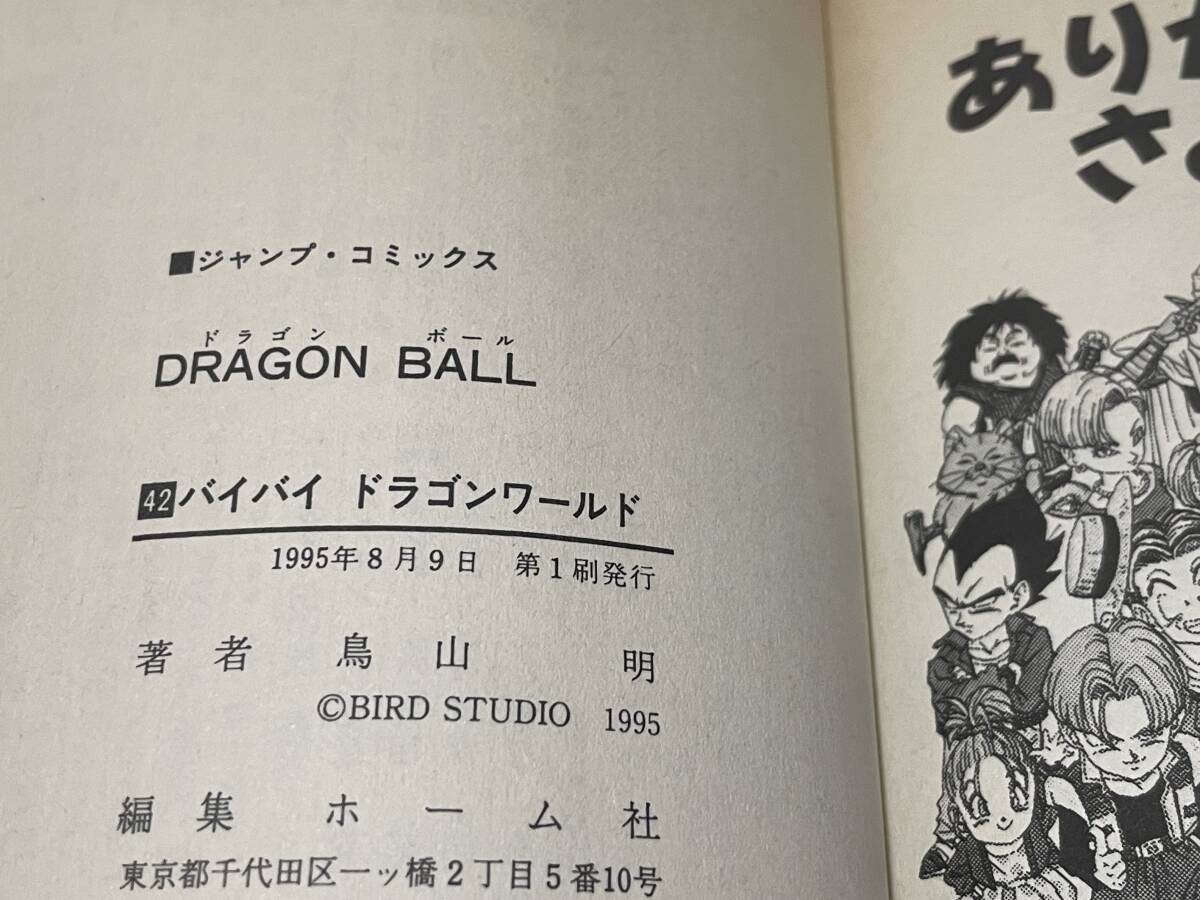 ■ジャンプ・コミックス
ドラゴン ボール
DRAGON BALL
42 バイバイ ドラゴンワールド
1995年8月9日 第1刷発行
著者 鳥山 明
©BIRD STUDIO 1995
編集 ホーム社
東京都千代田区一ッ橋2丁目5番10号
あり
さ